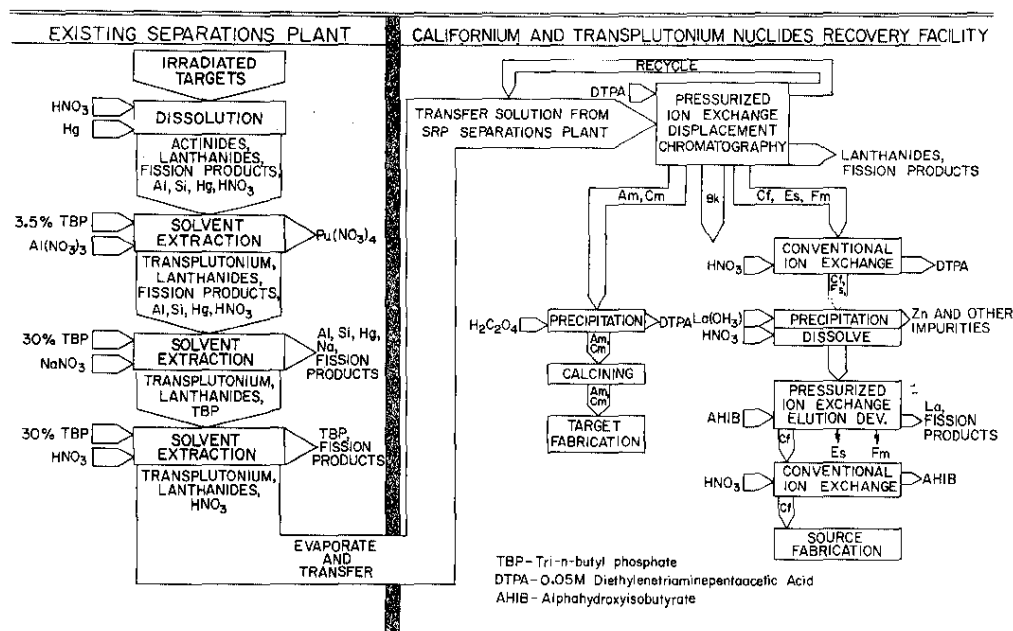 EXISTING SEPARATIONS PLANT
IRRADIATED
TARGETS
HNO3
Hg
DISSOLUTION
ACTINIDES,
LANTHANIDES,
FISSION PRODUCTS,
Al, Si, Hg, HNO3
3.5% TBP
Al(NO3)3
SOLVENT
EXTRACTION
Pu(NO3)4
TRANSPLUTONIUM,
LANTHANIDES,
FISSION PRODUCTS,
Al, Si, Hg, HNO3
30% TBP
NaNO3
SOLVENT
EXTRACTION
Al, Si, Hg,
Na,
FISSION
PRODUCTS
TRANSPLUTONIUM,
LANTHANIDES,
TBP
30% TBP
HNO3
SOLVENT
EXTRACTION
TBP,
FISSION
PRODUCTS
TRANSPLUTONIUM,
LANTHANIDES,
HNO3
EVAPORATE
AND
TRANSFER
CALIFORNIUM AND TRANSPLUTONIUM NUCLIDES RECOVERY FACILITY
RECYCLE
DTPA
TRANSFER SOLUTION FROM
SRP SEPARATIONS PLANT
PRESSURIZED
ION EXCHANGE
DISPLACEMENT
CHROMATOGRAPHY
LANTHANIDES,
FISSION PRODUCTS
Am, Cm
Bk
Cf, Es, Fm
HNO3
CONVENTIONAL
ION EXCHANGE
DTPA
Cf,
Es,
H2C2O4
PRECIPITATION
DTPA
Am,
Cm
CALCINING
Am,
Cm
TARGET
FABRICATION
La(OH3)
HNO3
PRECIPITATION
DISSOLVE
Zn AND OTHER
IMPURITIES
AHIB
PRESSURIZED
ION EXCHANGE
ELUTION DEV.
La,
FISSION
PRODUCTS
Cf
Es
Fm
HNO3
CONVENTIONAL
ION EXCHANGE
AHIB
Cf
SOURCE
FABRICATION
TBP-Tri-n-butyl phosphate
DTPA-0.05M Diethylenetriaminepentaacetic Acid
AHIB-Alphahydroxyisobutyrate